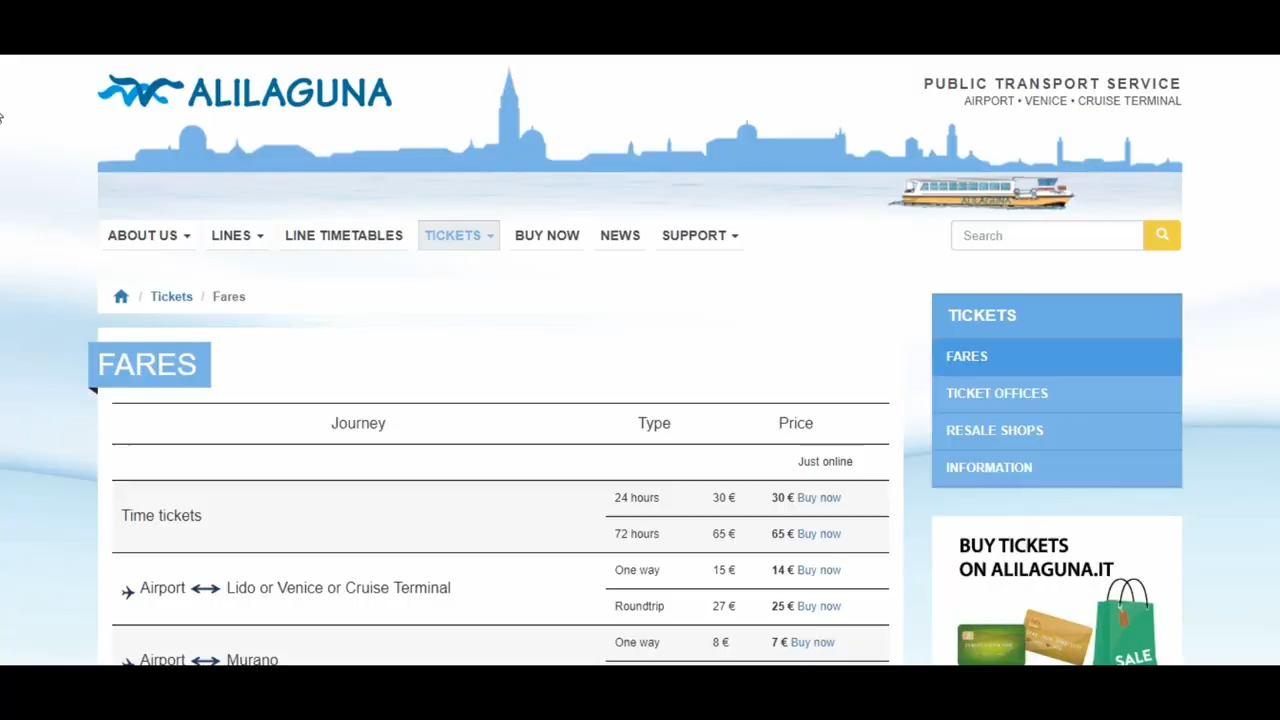 ALILAGUNA
PUBLIC TRANSPORT SERVICE
AIRPORT • VENICE • CRUISE TERMINAL
ALILAGUNA
ABOUT US LINES LINE TIMETABLES TICKETS BUY NOW NEWS SUPPORT Search
/ Tickets / Fares
FARES
Journey Type Price
Just online
Time tickets
24 hours 30 € 30 € Buy now
72 hours 65 € 65 € Buy now
Airport Lido or Venice or Cruise Terminal
One way 15 € 14 € Buy now
Roundtrip 27 € 25 € Buy now
Airport Murano
One way 8 € 7 € Buy now
TICKETS
FARES
TICKET OFFICES
RESALE SHOPS
INFORMATION
BUY TICKETS
ON ALILAGUNA.IT
SALE